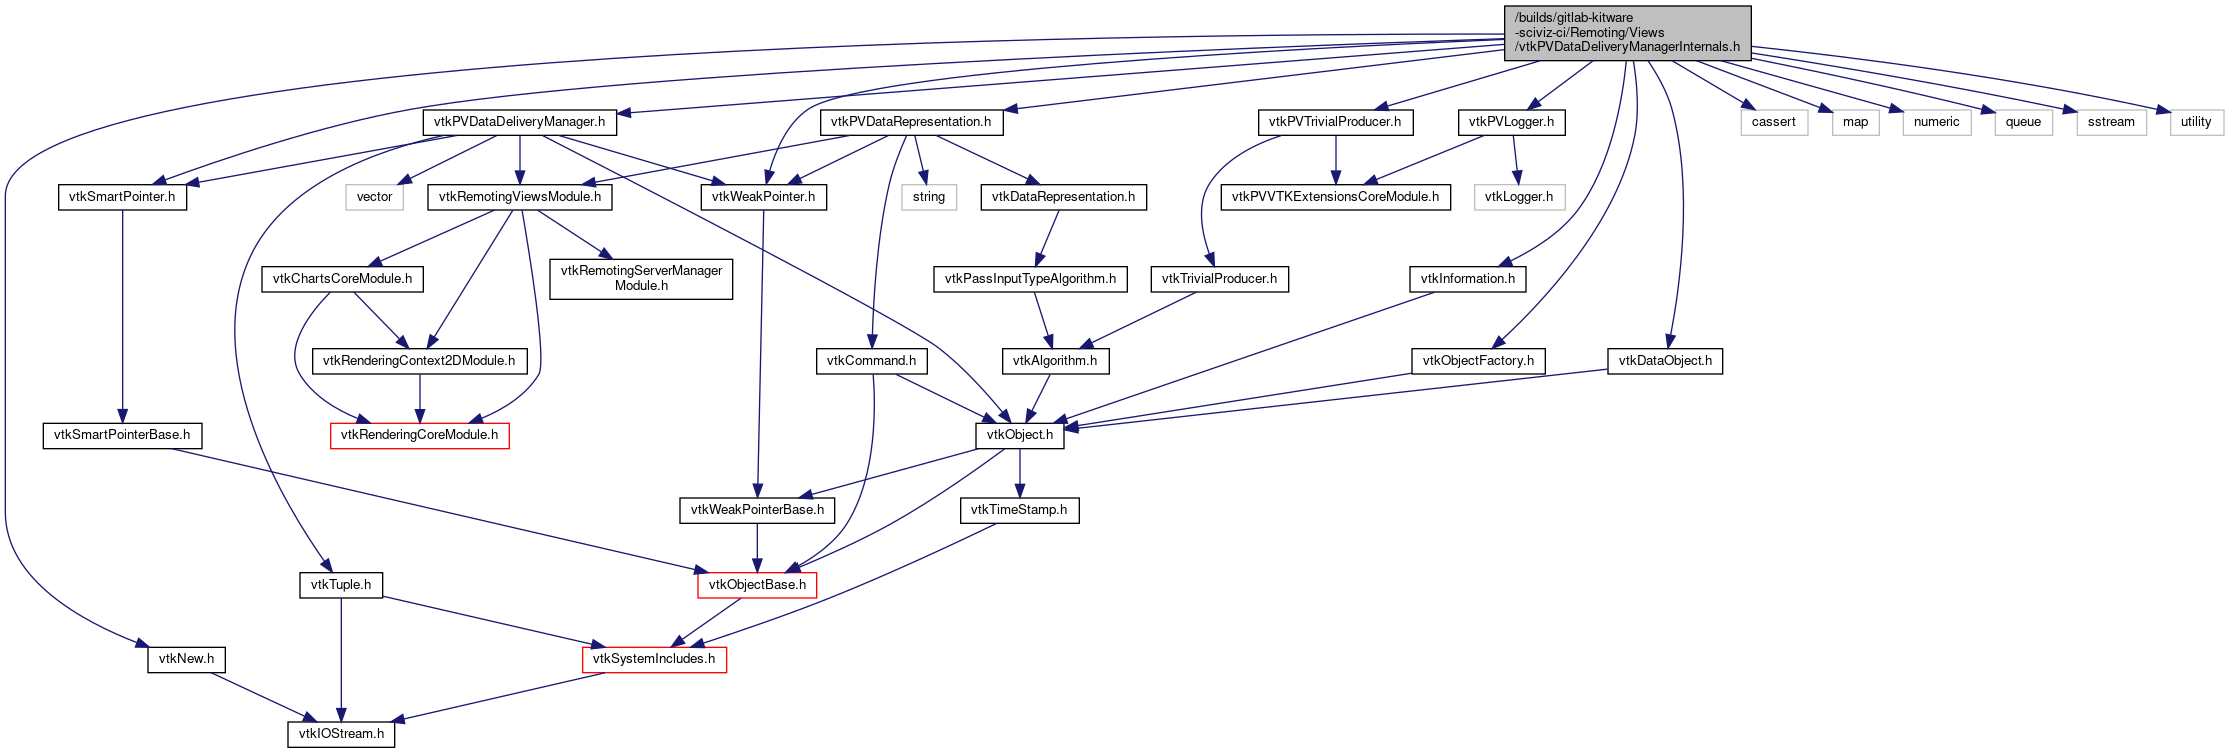 /builds/gitlab-kitware
-sciviz-ci/Remoting/Views
/vtkPVDataDeliveryManagerInternals.h
vtkPVDataDeliveryManager.h
vtkPVDataRepresentation.h
vtkPVTrivialProducer.h
vtkPVLogger.h
cassert
map
numeric
queue
sstream
utility
vtkSmartPointer.h
vector
vtkRemotingViewsModule.h
vtkWeakPointer.h
string
vtkDataRepresentation.h
vtkPVVTKExtensionsCoreModule.h
vtkLogger.h
vtkChartsCoreModule.h
vtkRemotingServerManager
Module.h
vtkPassInputTypeAlgorithm.h
vtkTrivialProducer.h
vtkInformation.h
vtkRenderingContext2DModule.h
vtkCommand.h
vtkAlgorithm.h
vtkObjectFactory.h
vtkDataObject.h
vtkSmartPointerBase.h
vtkRenderingCoreModule.h
vtkObject.h
vtkWeakPointerBase.h
vtkTimeStamp.h
vtkTuple.h
vtkObjectBase.h
vtkNew.h
vtkSystemIncludes.h
vtkIOStream.h